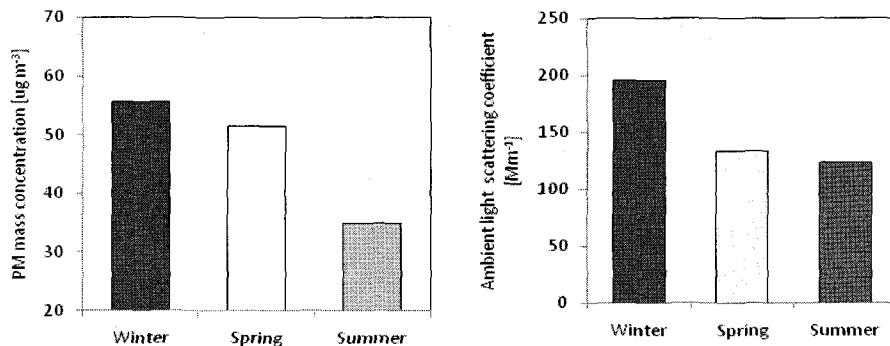 PM mass concentration [ug m-3]
70
60
50
40
30
20
Winter Spring Summer
Ambient light scattering coefficient
[Mm-1]
250
200
150
100
50
0
Winter Spring Summer